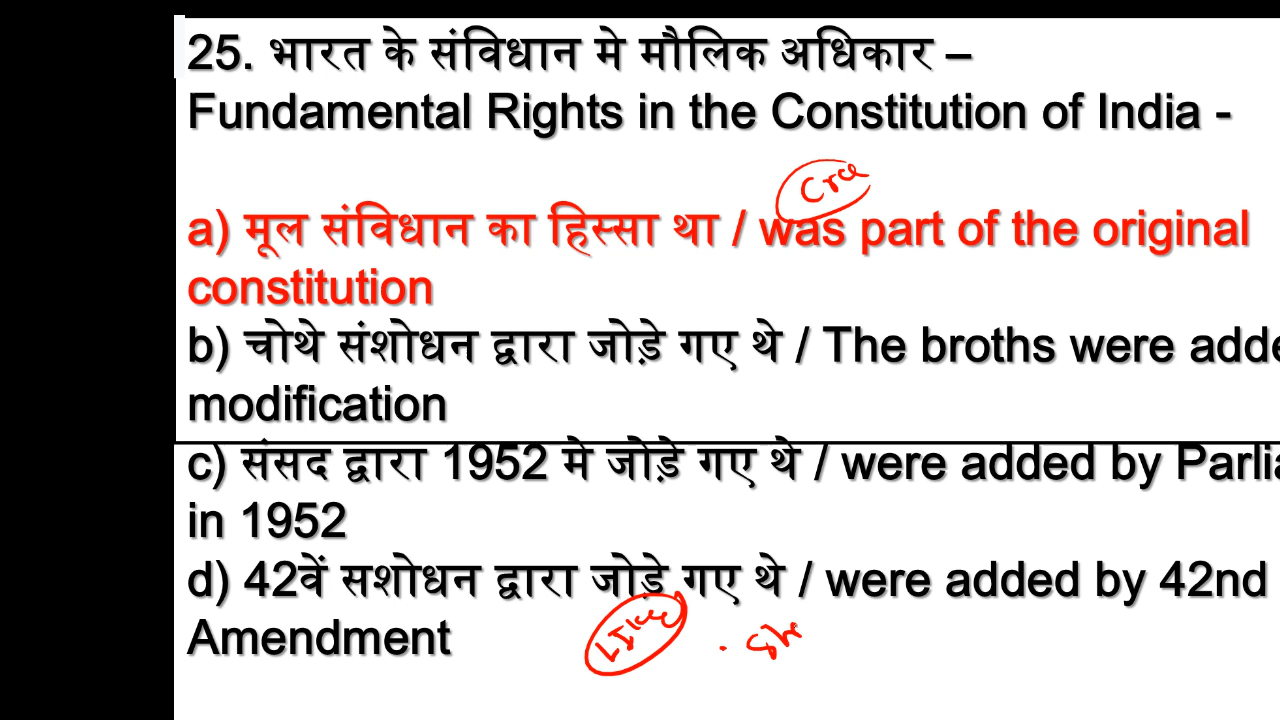 25. भारत के संविधान मे मौलिक अधिकार –
Fundamental Rights in the Constitution of India -
a) मूल संविधान का हिस्सा था / was part of the original
constitution
b) चोथे संशोधन द्वारा जोड़े गए थे / The broths were adde
modification
c) संसद द्वारा 1952 मे जोड़े गए थे / were added by Parlia
in 1952
d) 42वें सशोधन द्वारा जोड़े गए थे / were added by 42nd
Amendment